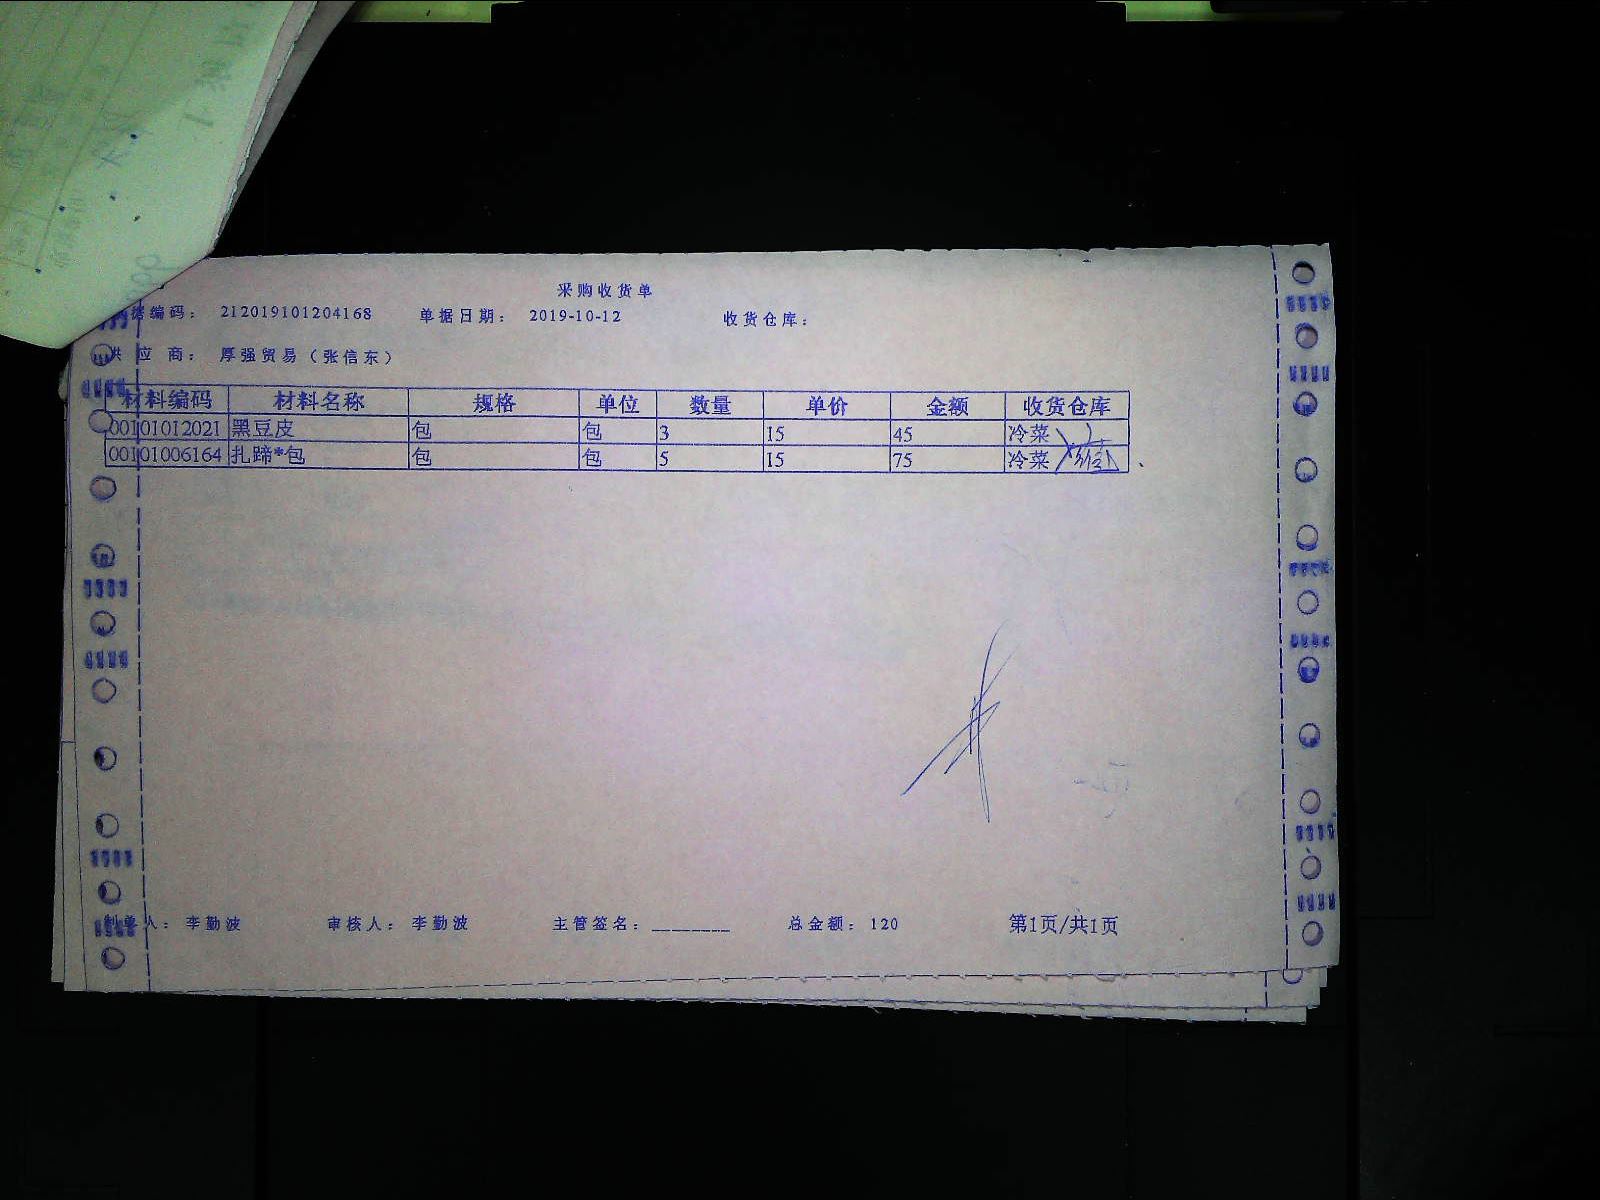 采购收货单
据编码： 212019101204168 单据日期： 2019-10-12 收货仓库：
供应商： 厚强贸易（张信东）
材料编码 材料名称 规格 单位 数量 单价 金额 收货仓库
00101012021 黑豆皮 包 包 3 15 45 冷菜
00101006164 扎蹄*包 包 包 5 15 75 冷菜
制单人： 李勤波 审核人： 李勤波 主管签名：________ 总金额： 120 第1页/共1页